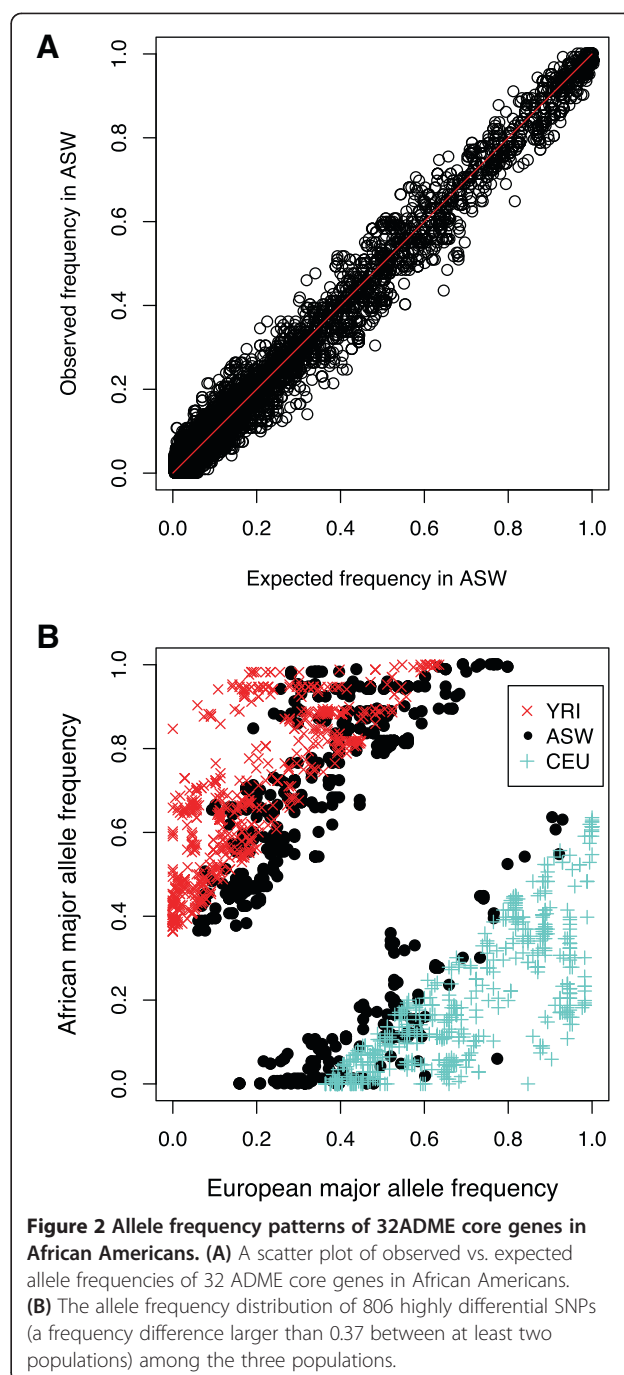 A
Observed frequency in ASW
1.0
0.8
0.6
0.4
0.2
0.0
0.0 0.2 0.4 0.6 0.8 1.0
Expected frequency in ASW
B
African major allele frequency
1.0
0.8
0.6
0.4
0.2
0.0
YRI
ASW
CEU
0.0 0.2 0.4 0.6 0.8 1.0
European major allele frequency
Figure 2 Allele frequency patterns of 32ADME core genes in
African Americans. (A) A scatter plot of observed vs. expected
allele frequencies of 32 ADME core genes in African Americans.
(B) The allele frequency distribution of 806 highly differential SNPs
(a frequency difference larger than 0.37 between at least two
populations) among the three populations.